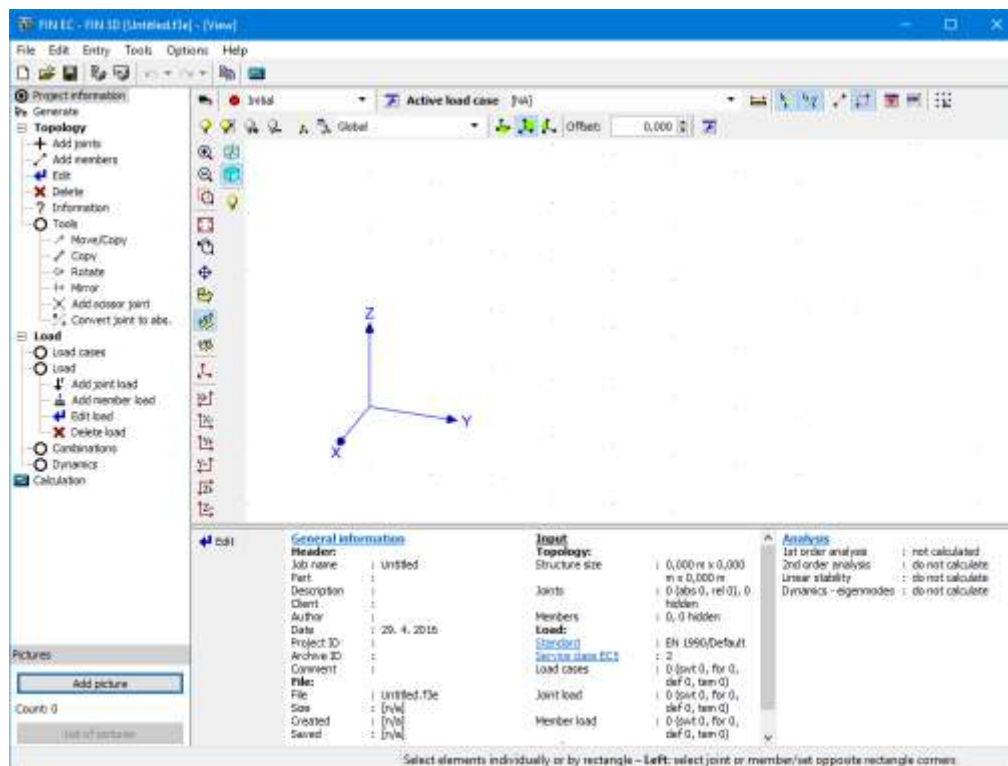 FIN EC - FIN 3D [Untitled.f3e] - [View]
File Edit Entry Tools Options Help
Project information
Generate
Topology
Add joints
Add members
Edit
Delete
Information
Tools
Move/Copy
Copy
Rotate
Mirror
Add scissor joint
Convert joint to abs.
Load
Load cases
Load
Add joint load
Add member load
Edit load
Delete load
Combinations
Dynamics
Calculation
Initial
Active load case [NA]
Global
Offset: 0,000
Z
Y
X
Edit
General information
Header:
Job name : Untitled
Part :
Description :
Client :
Author :
Date : 29. 4. 2016
Project ID :
Archive ID :
Comment :
File:
File : Untitled.f3e
Size : [n/a]
Created : [n/a]
Saved : [n/a]
Input
Topology:
Structure size : 0,000 m x 0,000
m x 0,000 m
Joints : 0 (abs 0, rel 0), 0
hidden
Members : 0, 0 hidden
Load:
Standard : EN 1990/Default
Service class EC5 : 2
Load cases : 0 (swt 0, for 0,
def 0, tem 0)
Joint load : 0 (swt 0, for 0,
def 0, tem 0)
Member load : 0 (swt 0, for 0,
def 0, tem 0)
Analysis
1st order analysis : not calculated
2nd order analysis : do not calculate
Linear stability : do not calculate
Dynamics - eigenmodes : do not calculate
Pictures
Add picture
Count: 0
List of pictures
Select elements individually or by rectangle – Left: select joint or member/set opposite rectangle corners